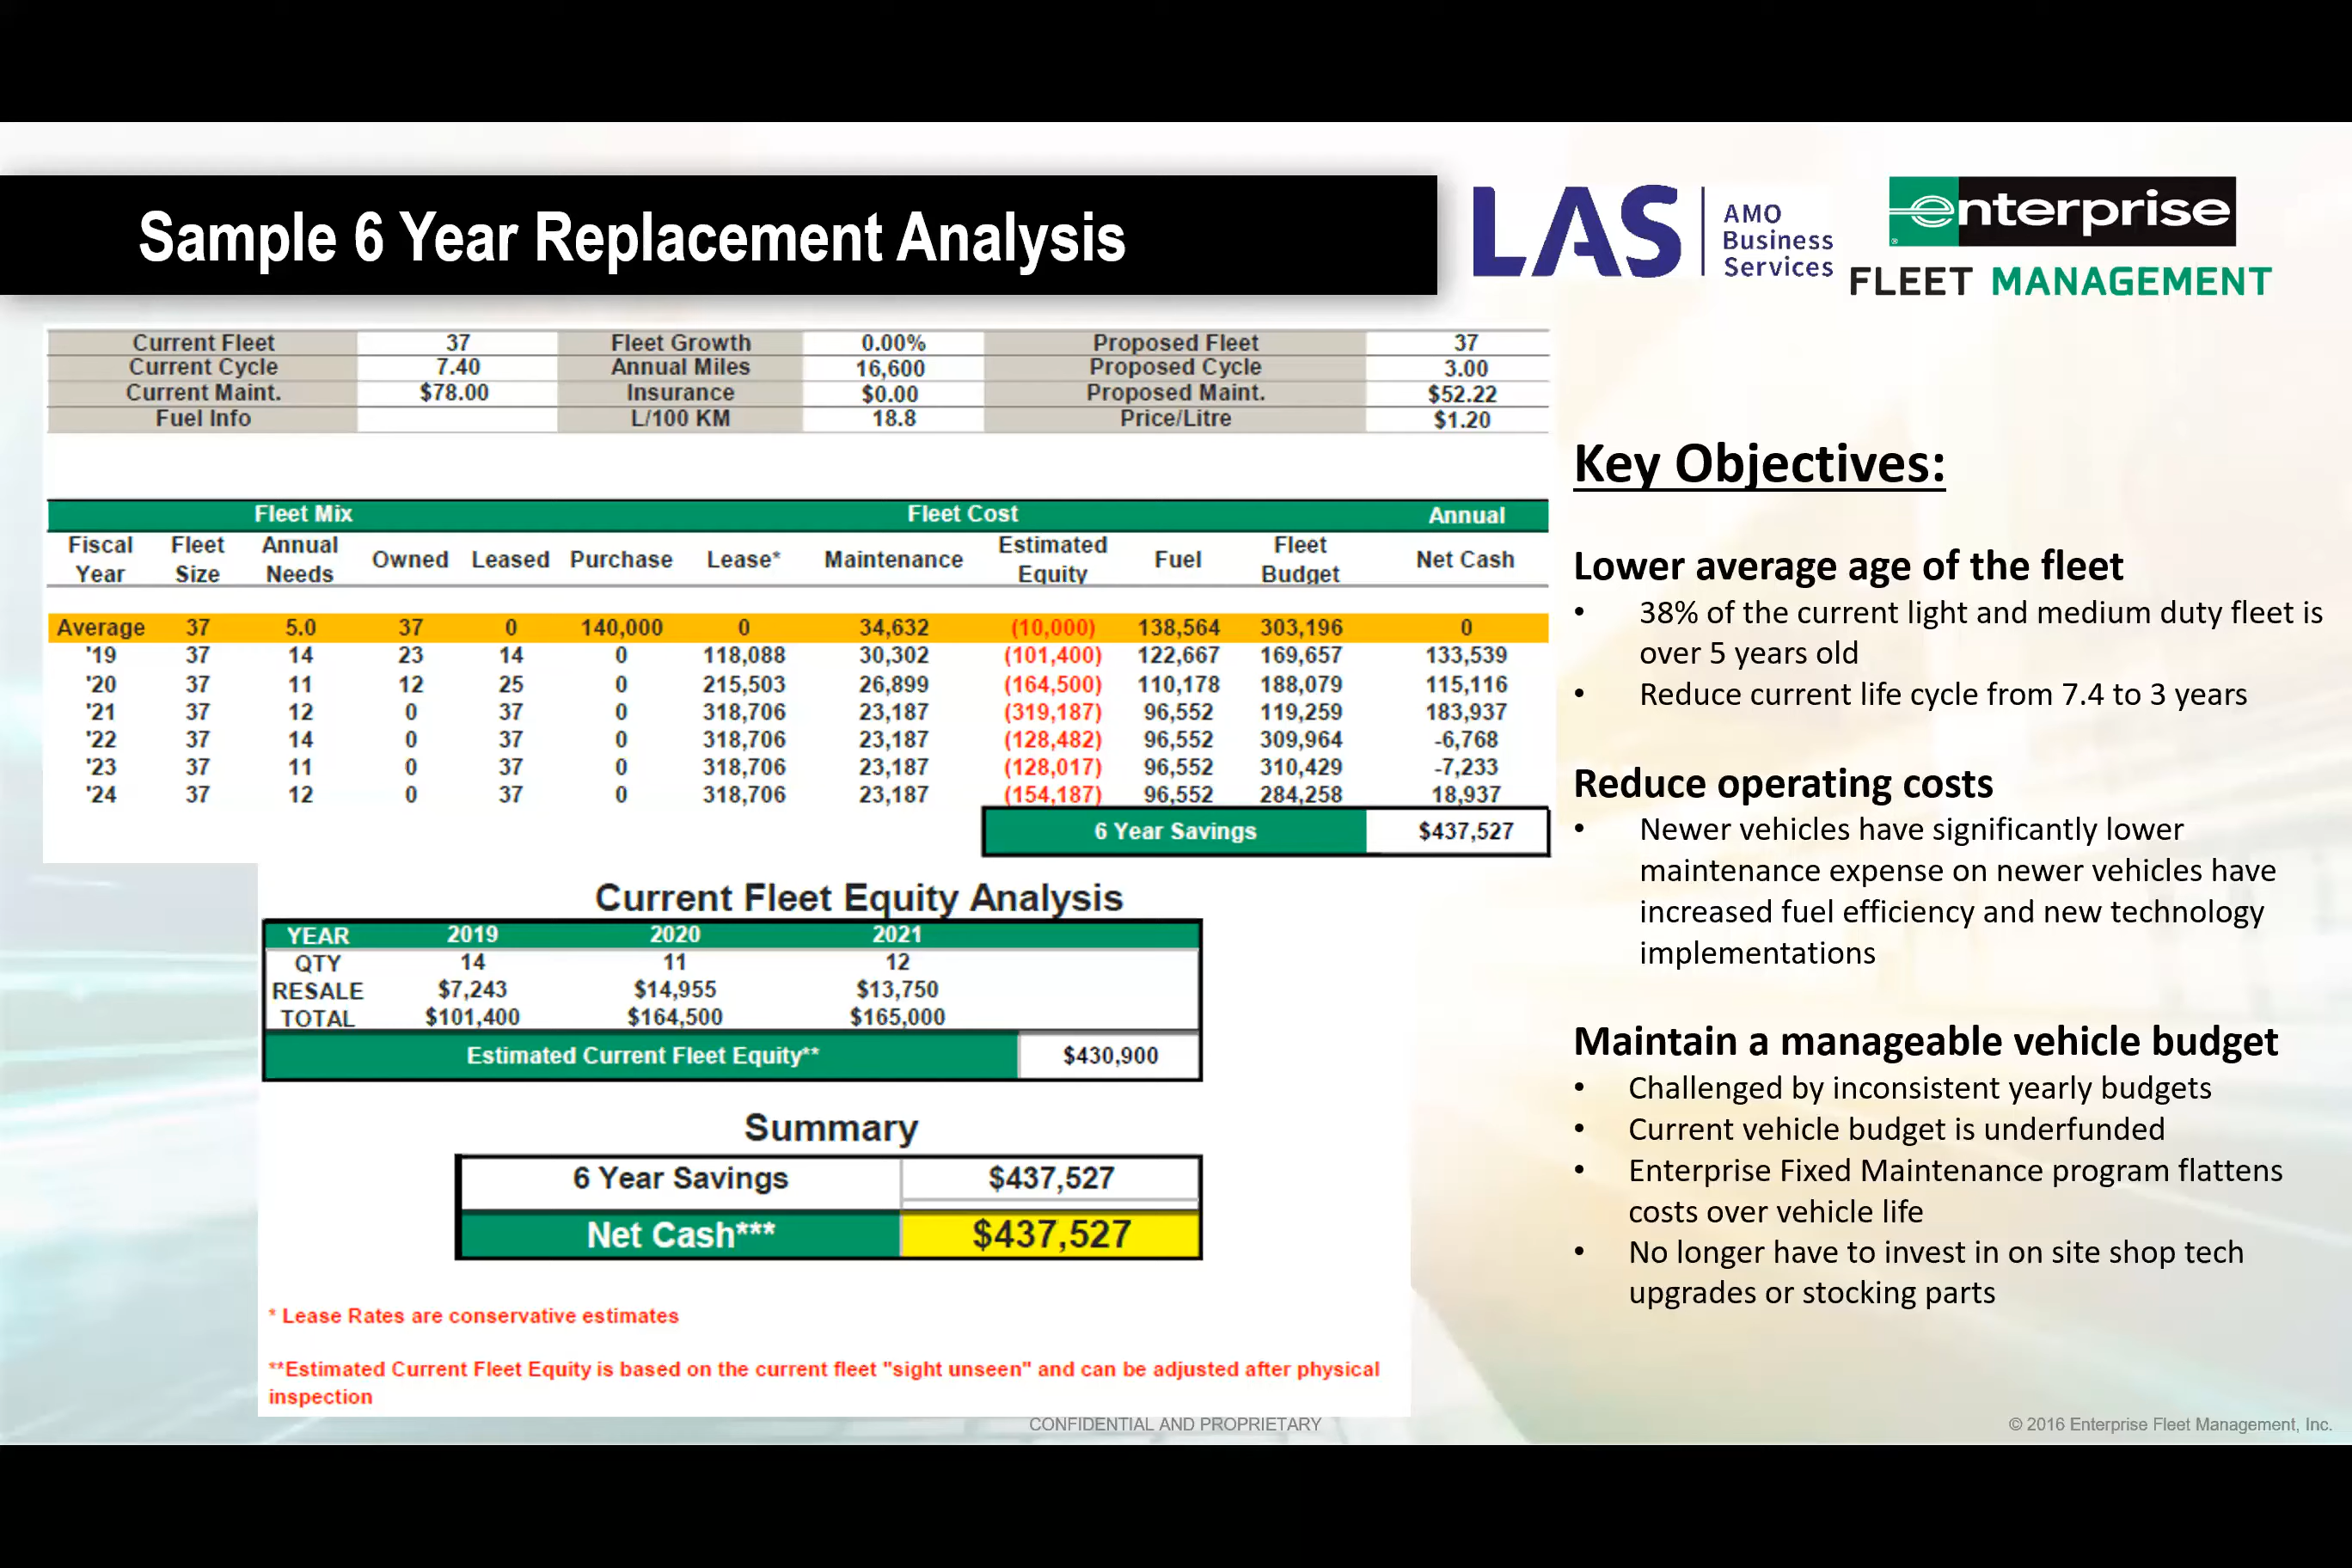 Sample 6 Year Replacement Analysis
LAS
AMO
Business
Services
enterprise
FLEET MANAGEMENT
Current Fleet 37 Fleet Growth 0.00% Proposed Fleet 37
Current Cycle 7.40 Annual Miles 16,600 Proposed Cycle 3.00
Current Maint. $78.00 Insurance $0.00 Proposed Maint. $52.22
Fuel Info L/100 KM 18.8 Price/Litre $1.20
Fleet Mix Fleet Cost Annual
Fiscal Year Fleet Size Annual Needs Owned Leased Purchase Lease* Maintenance Estimated Equity Fuel Fleet Budget Net Cash
Average 37 5.0 37 0 140,000 0 34,632 (10,000) 138,564 303,196 0
'19 37 14 23 14 0 118,088 30,302 (101,400) 122,667 169,657 133,539
'20 37 11 12 25 0 215,503 26,899 (164,500) 110,178 188,079 115,116
'21 37 12 0 37 0 318,706 23,187 (319,187) 96,552 119,259 183,937
'22 37 14 0 37 0 318,706 23,187 (128,482) 96,552 309,964 -6,768
'23 37 11 0 37 0 318,706 23,187 (128,017) 96,552 310,429 -7,233
'24 37 12 0 37 0 318,706 23,187 (154,187) 96,552 284,258 18,937
6 Year Savings $437,527
Current Fleet Equity Analysis
YEAR 2019 2020 2021
QTY 14 11 12
RESALE $7,243 $14,955 $13,750
TOTAL $101,400 $164,500 $165,000
Estimated Current Fleet Equity** $430,900
Summary
6 Year Savings $437,527
Net Cash*** $437,527
* Lease Rates are conservative estimates
**Estimated Current Fleet Equity is based on the current fleet "sight unseen" and can be adjusted after physical
inspection
Key Objectives:
Lower average age of the fleet
• 38% of the current light and medium duty fleet is
over 5 years old
• Reduce current life cycle from 7.4 to 3 years
Reduce operating costs
• Newer vehicles have significantly lower
maintenance expense on newer vehicles have
increased fuel efficiency and new technology
implementations
Maintain a manageable vehicle budget
• Challenged by inconsistent yearly budgets
• Current vehicle budget is underfunded
• Enterprise Fixed Maintenance program flattens
costs over vehicle life
• No longer have to invest in on site shop tech
upgrades or stocking parts
CONFIDENTIAL AND PROPRIETARY
© 2016 Enterprise Fleet Management, Inc.